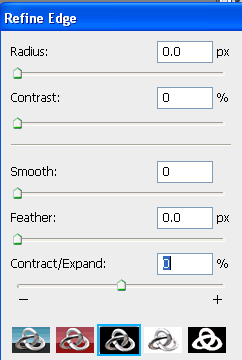 Refine Edge
Radius: 0.0 px
Contrast: 0 %
Smooth: 0
Feather: 0.0 px
Contract/Expand: 0 %
− +